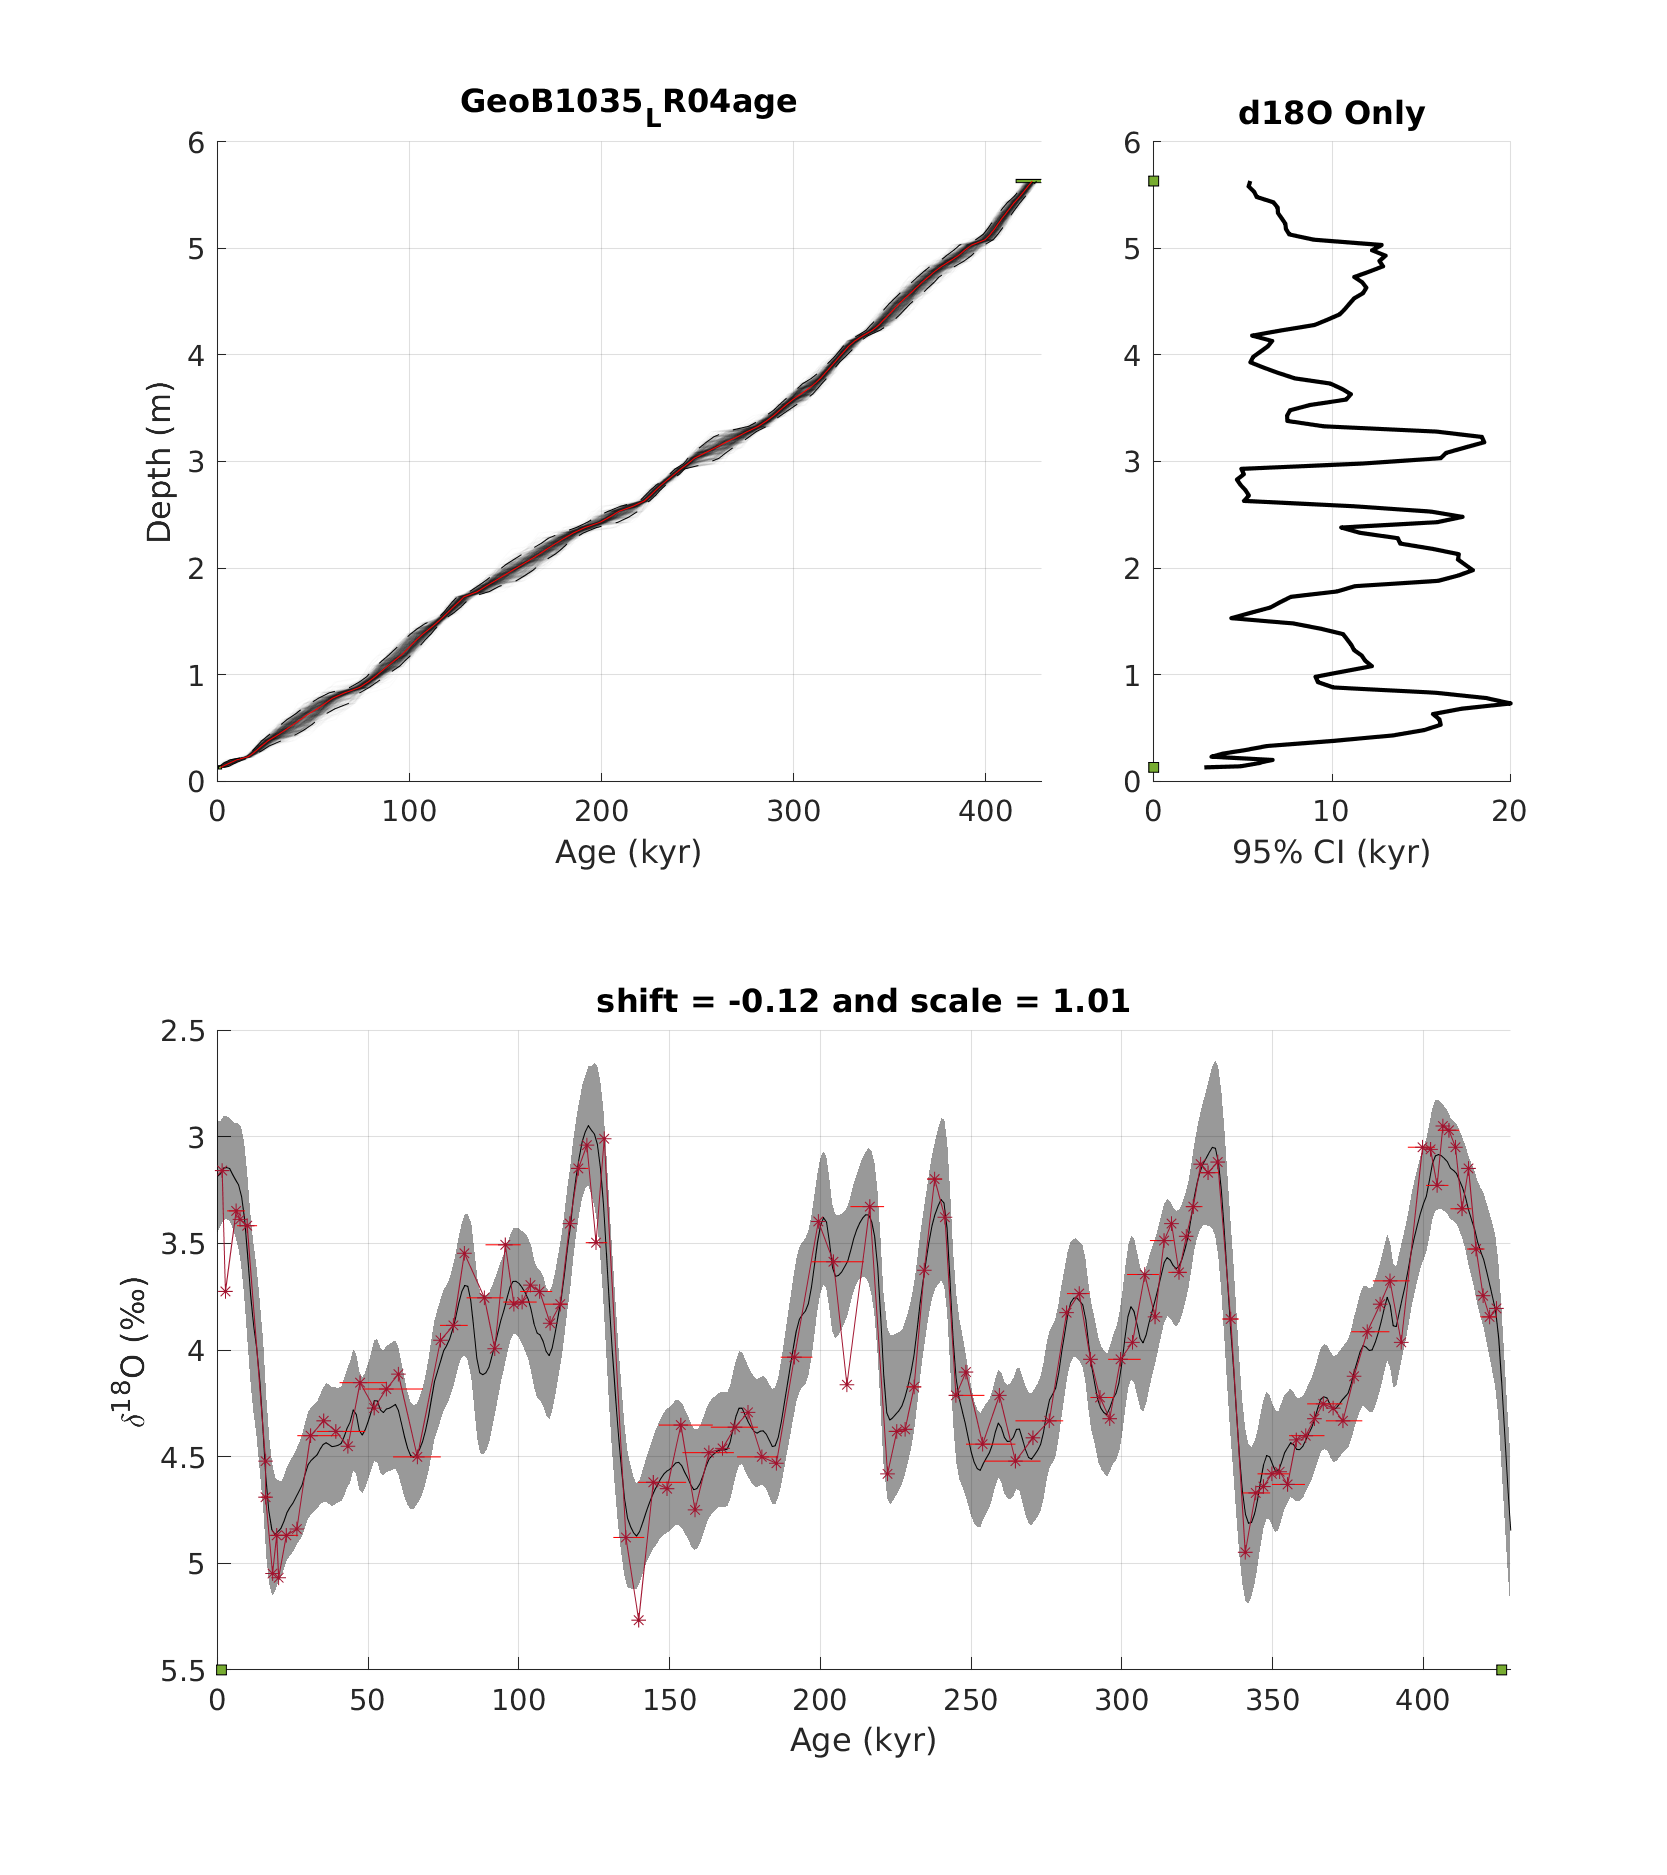 GeoB1035LR04age
d18O Only
6
5
4
3
2
1
0
Depth (m)
0 100 200 300 400
Age (kyr)
6
5
4
3
2
1
0
0 10 20
95% CI (kyr)
shift = -0.12 and scale = 1.01
2.5
3
3.5
4
4.5
5
5.5
δ18O (‰)
0 50 100 150 200 250 300 350 400
Age (kyr)